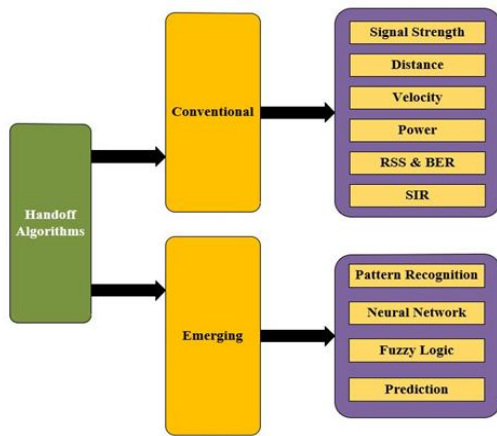 Handoff
Algorithms
Conventional
Signal Strength
Distance
Velocity
Power
RSS & BER
SIR
Emerging
Pattern Recognition
Neural Network
Fuzzy Logic
Prediction